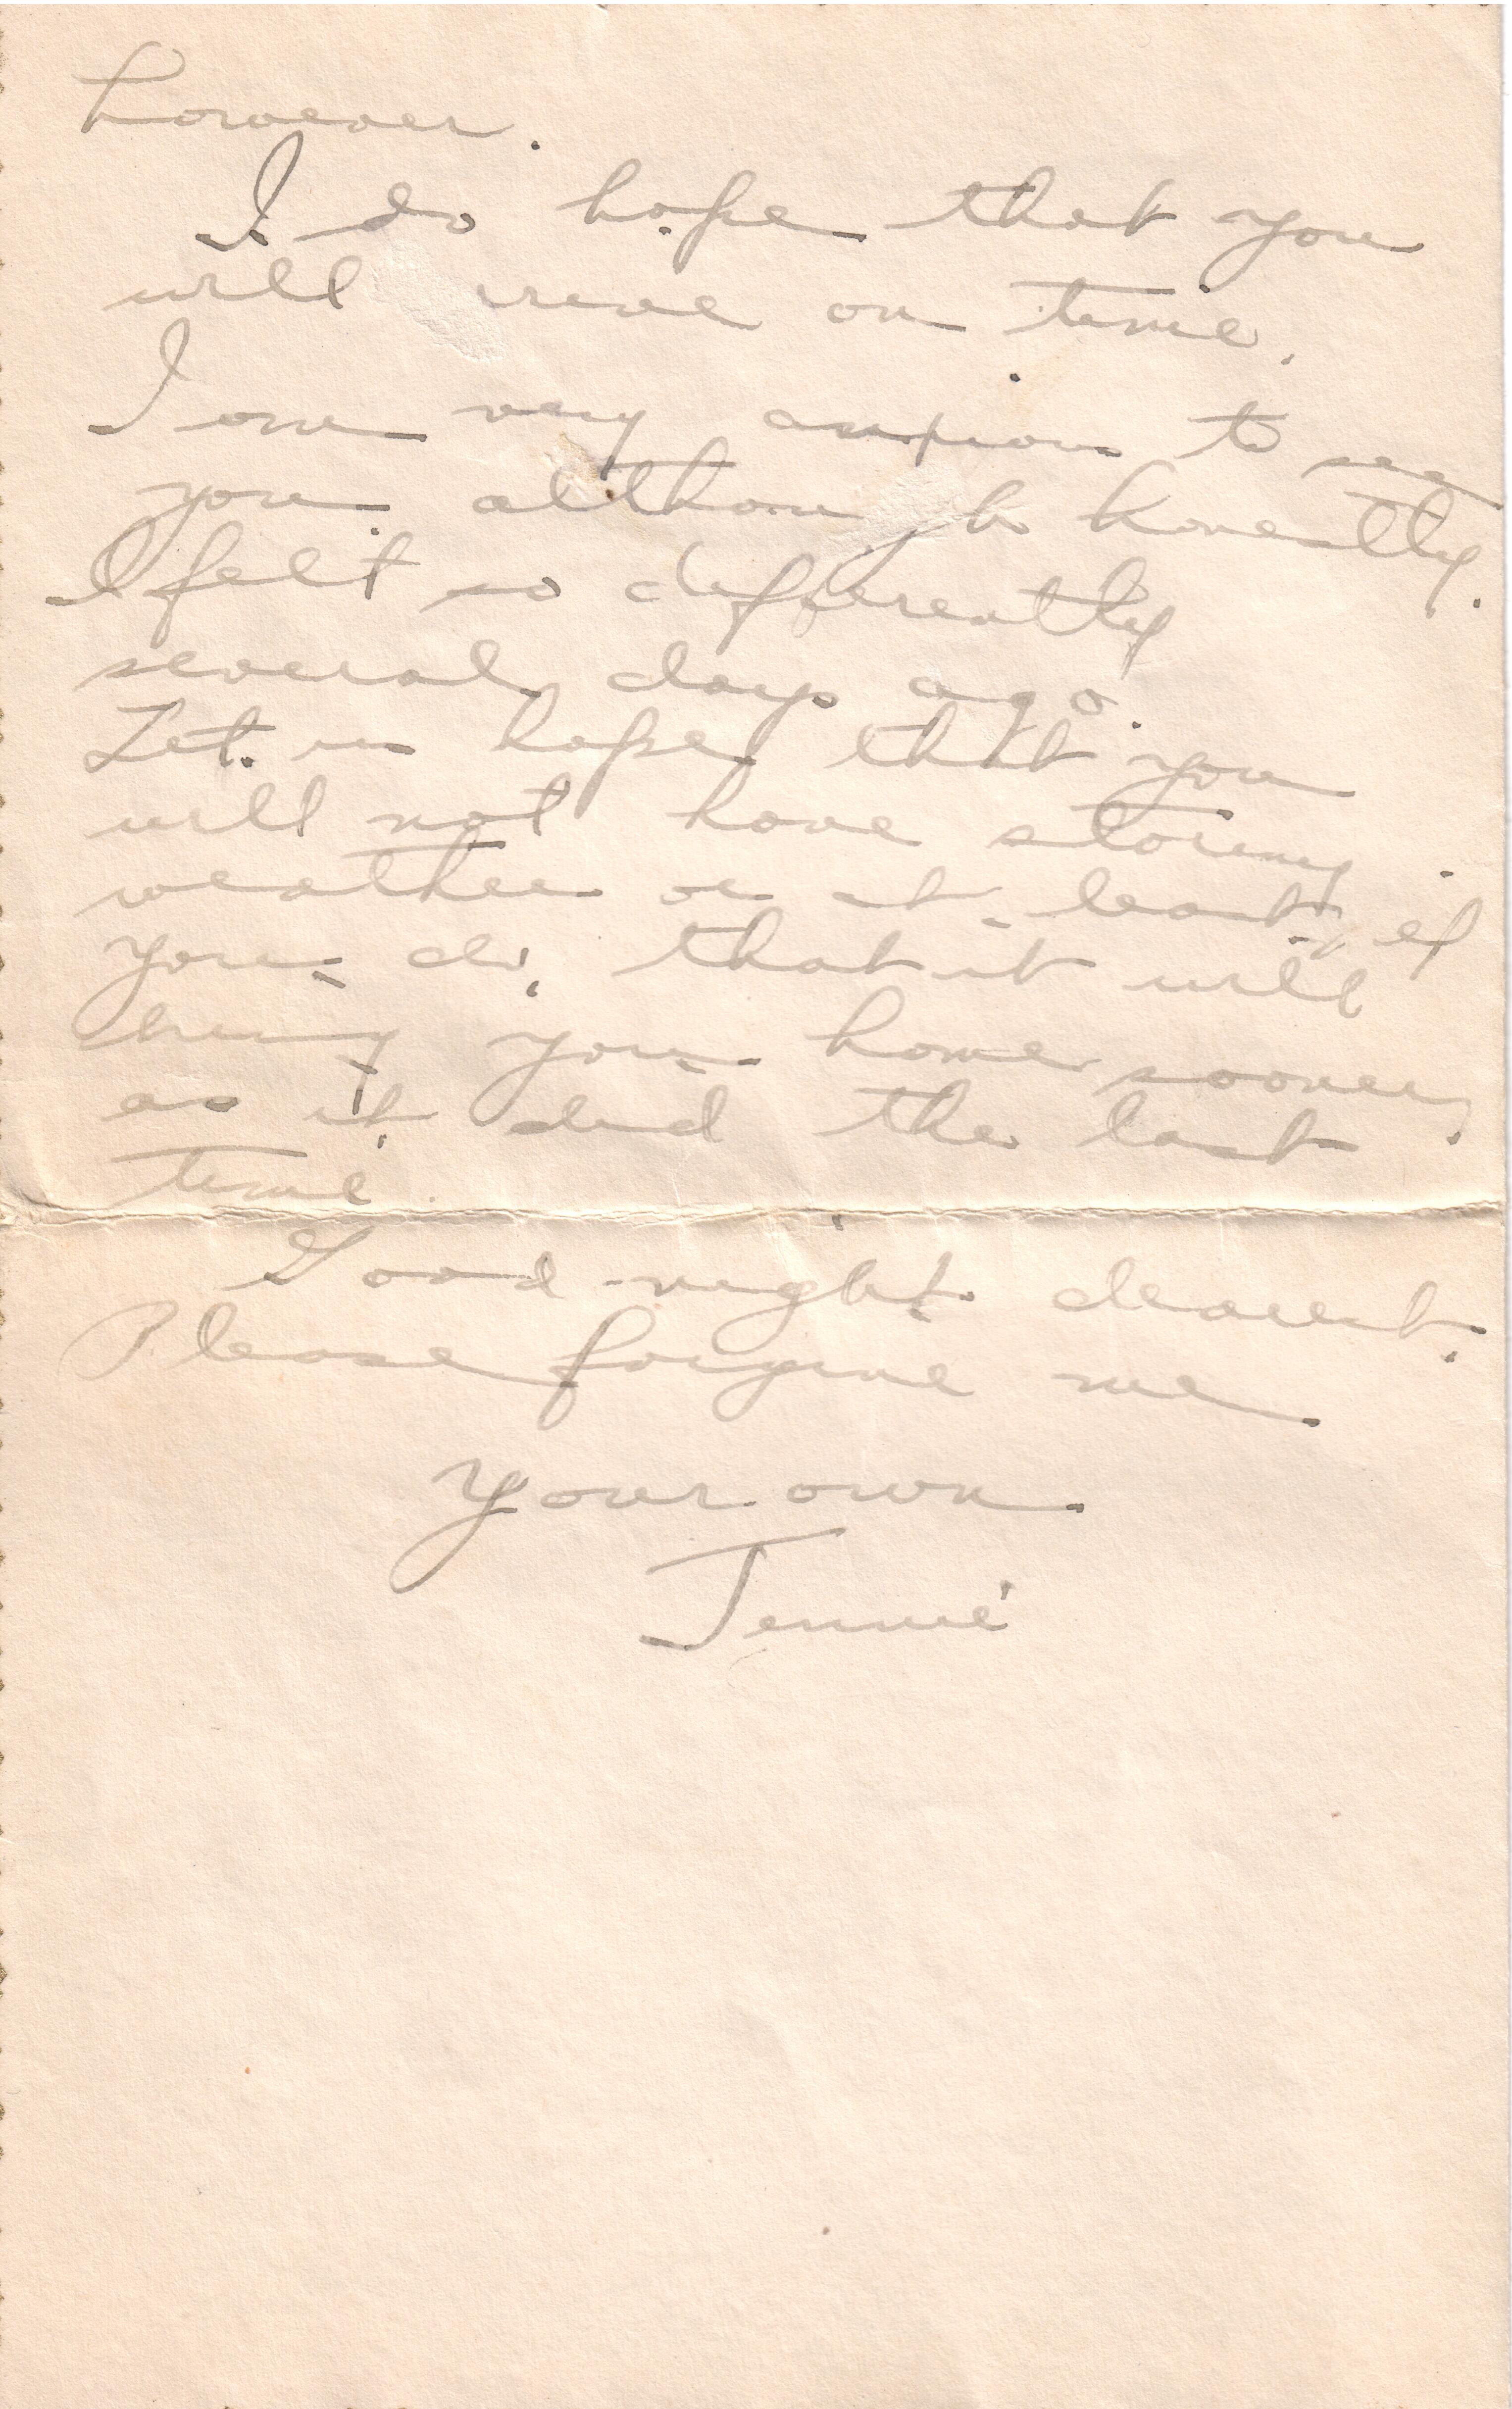 however.
I do hope that you
will arrive on time.
I am very anxious to see
you although honestly.
I felt so differently
several days ago.
Let us hope that you
will not have stormy
weather or at least, if
you do, that it will
bring you home sooner,
as it did the last
time.
Good-night dearest.
Please forgive me
Your own
Jennie